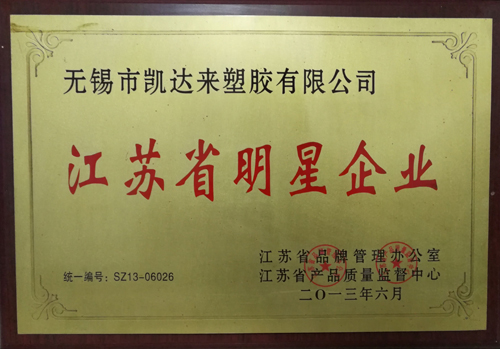 无锡市凯达来塑胶有限公司
江苏省明星企业
江苏省品牌管理办公室
统一编号：SZ13-06026
江苏省产品质量监督中心
二〇一三年六月